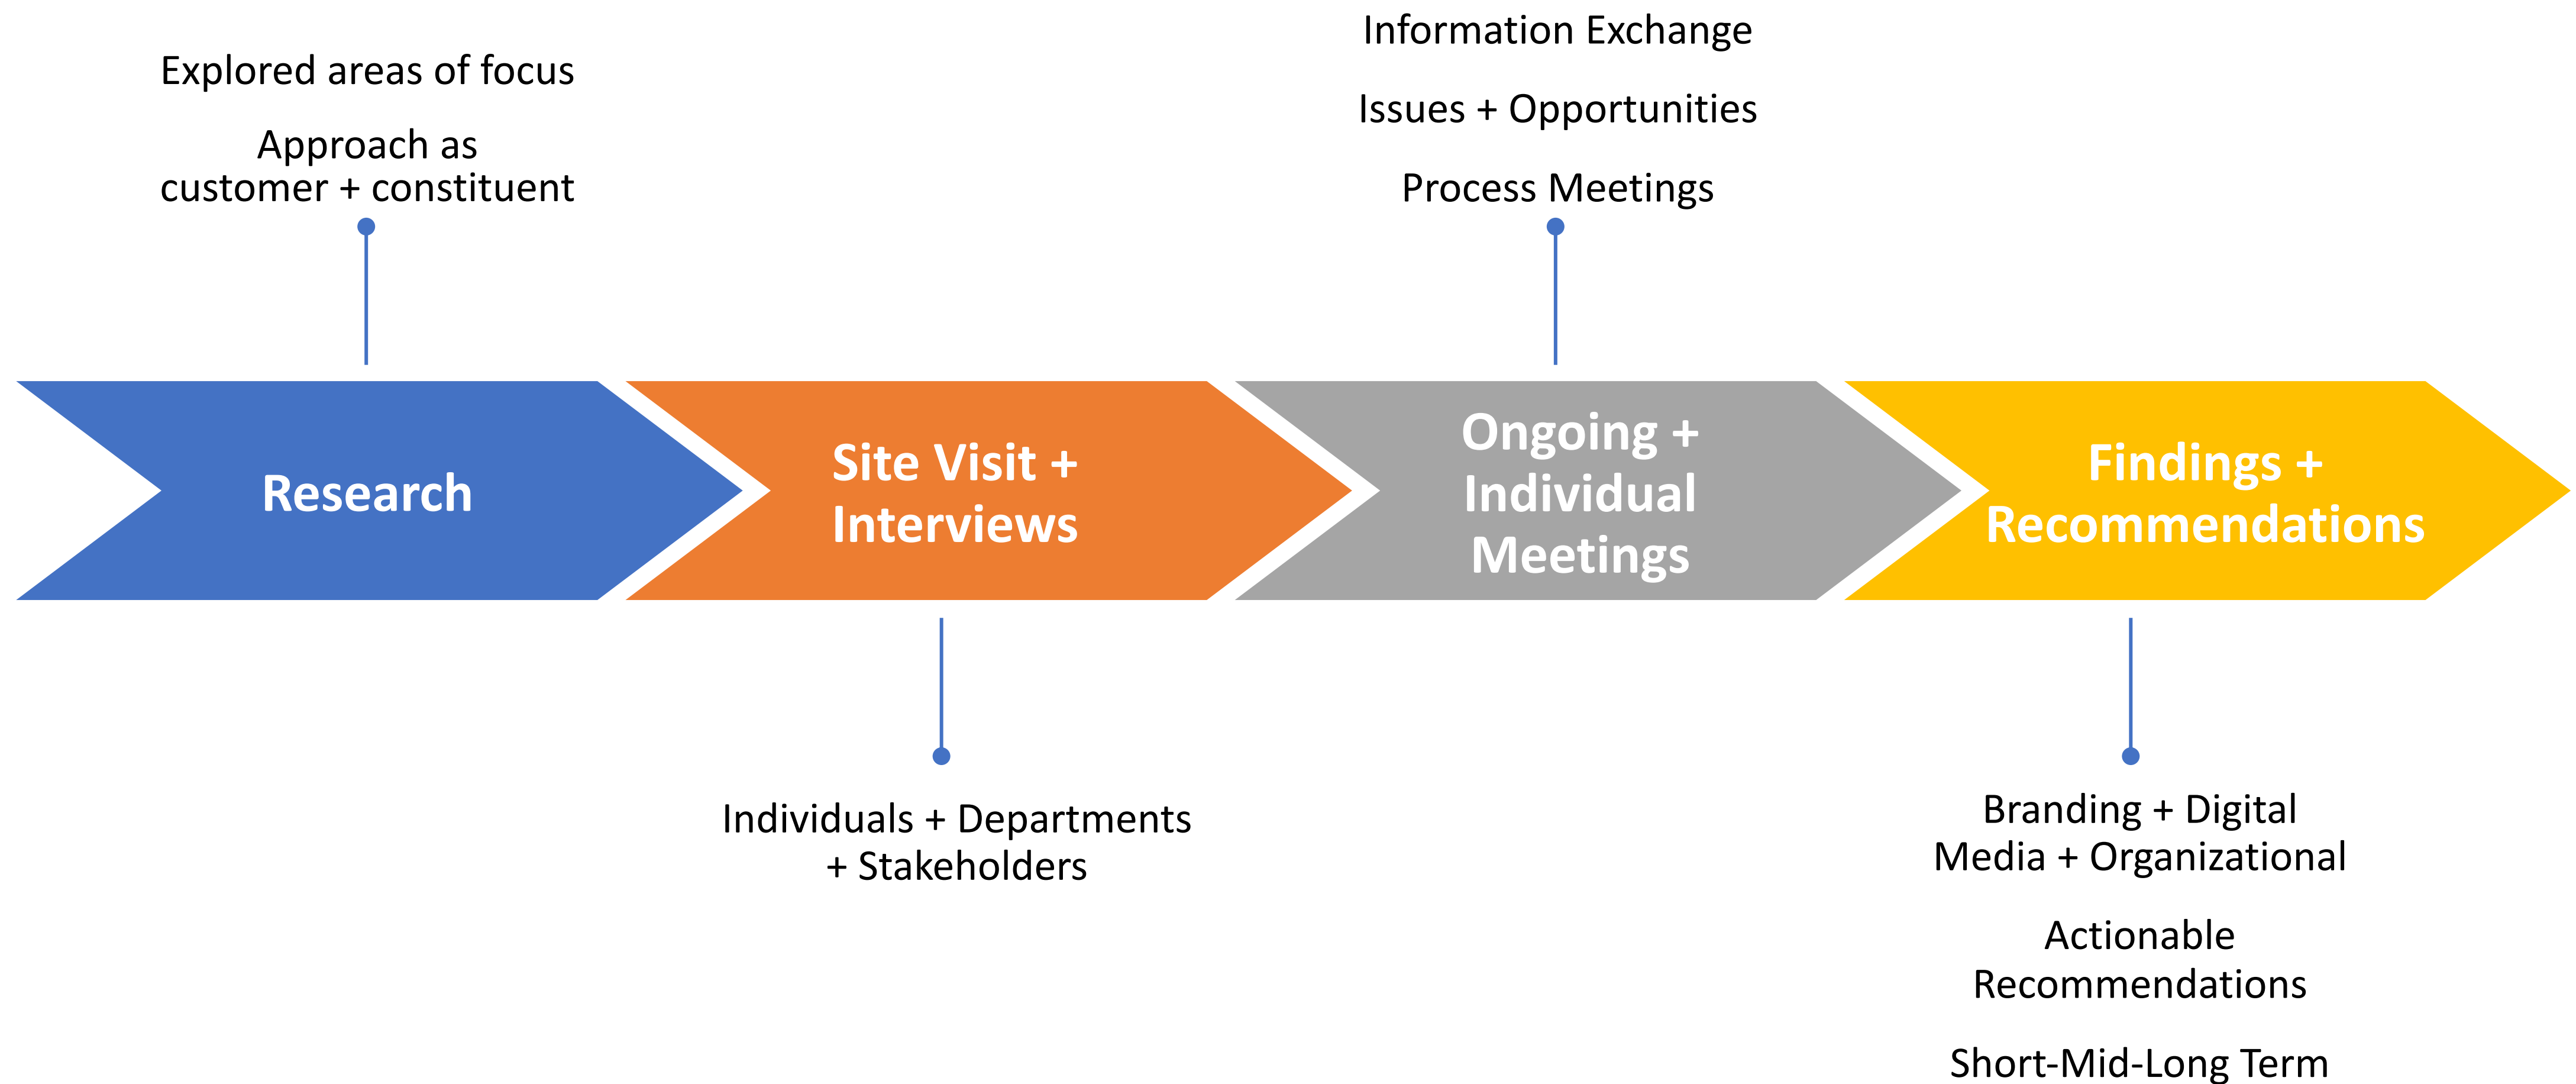 Explored areas of focus
Approach as
customer + constituent
Information Exchange
Issues + Opportunities
Process Meetings
Research
Site Visit +
Interviews
Ongoing +
Individual
Meetings
Findings +
Recommendations
Individuals + Departments
+ Stakeholders
Branding + Digital
Media + Organizational
Actionable
Recommendations
Short-Mid-Long Term